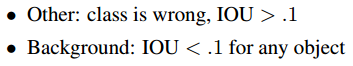 • Other: class is wrong, IOU > .1
• Background: IOU < .1 for any object